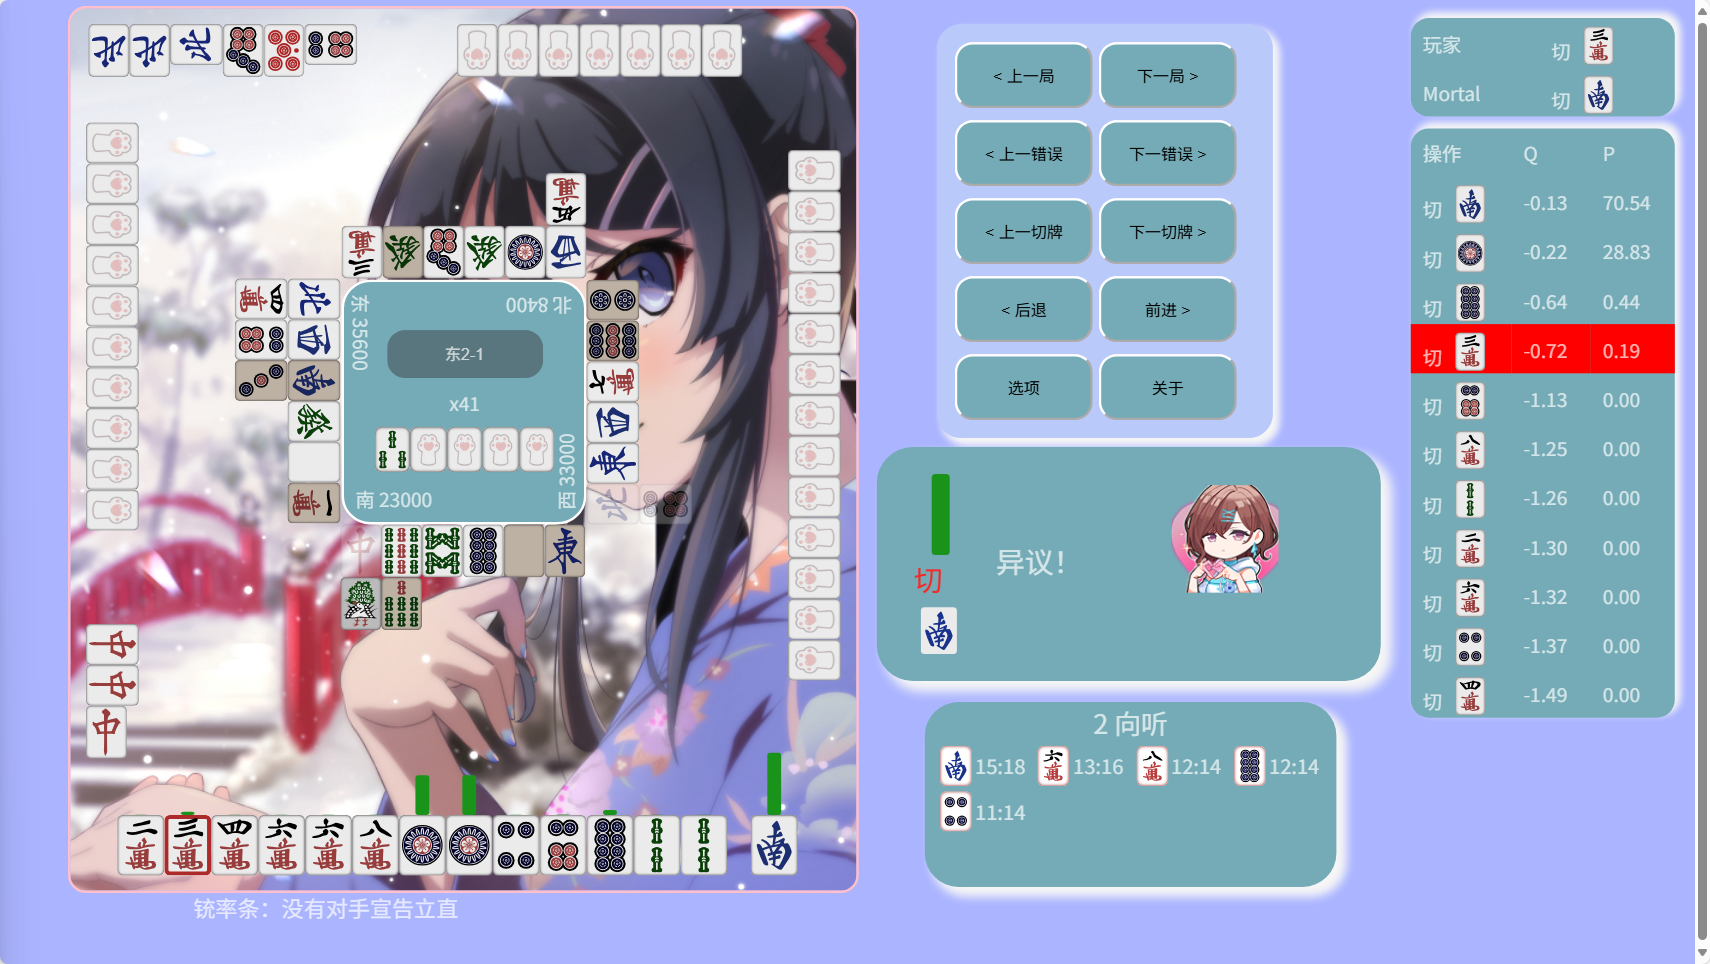 < 上一局
下一局 >
< 上一错误
下一错误 >
< 上一切牌
下一切牌 >
< 后退
前进 >
选项
关于
玩家 切
Mortal 切
操作 Q P
切 -0.13 70.54
切 -0.22 28.83
切 -0.64 0.44
切 -0.72 0.19
切 -1.13 0.00
切 -1.25 0.00
切 -1.26 0.00
切 -1.30 0.00
切 -1.32 0.00
切 -1.37 0.00
切 -1.49 0.00
北 8400
东 35600
东2-1
x41
西 33000
南 23000
切
异议！
2 向听
15:18 13:16 12:14 12:14
11:14
铳率条：没有对手宣告立直